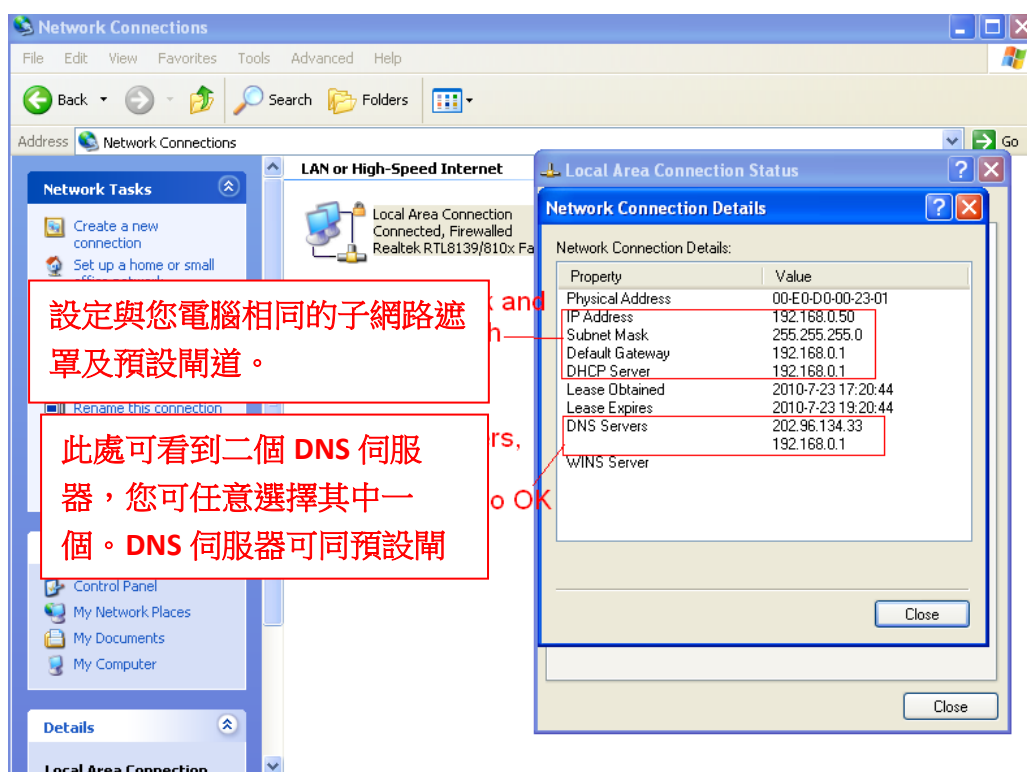 Network Connections
File Edit View Favorites Tools Advanced Help
Back Search Folders
Address Network Connections Go
Network Tasks
Create a new
connection
Set up a home or small
設定與您電腦相同的子網路遮
罩及預設閘道。
Rename this connection
此處可看到二個 DNS 伺服
器，您可任意選擇其中一
個。DNS 伺服器可同預設閘
Control Panel
My Network Places
My Documents
My Computer
Details
Local Area Connection
LAN or High-Speed Internet
Local Area Connection
Connected, Firewalled
Realtek RTL8139/810x Fa
and
rs,
o OK
Local Area Connection Status
Network Connection Details
Network Connection Details:
Property Value
Physical Address 00-E0-D0-00-23-01
IP Address 192.168.0.50
Subnet Mask 255.255.255.0
Default Gateway 192.168.0.1
DHCP Server 192.168.0.1
Lease Obtained 2010-7-23 17:20:44
Lease Expires 2010-7-23 19:20:44
DNS Servers 202.96.134.33
192.168.0.1
WINS Server
Close
Close